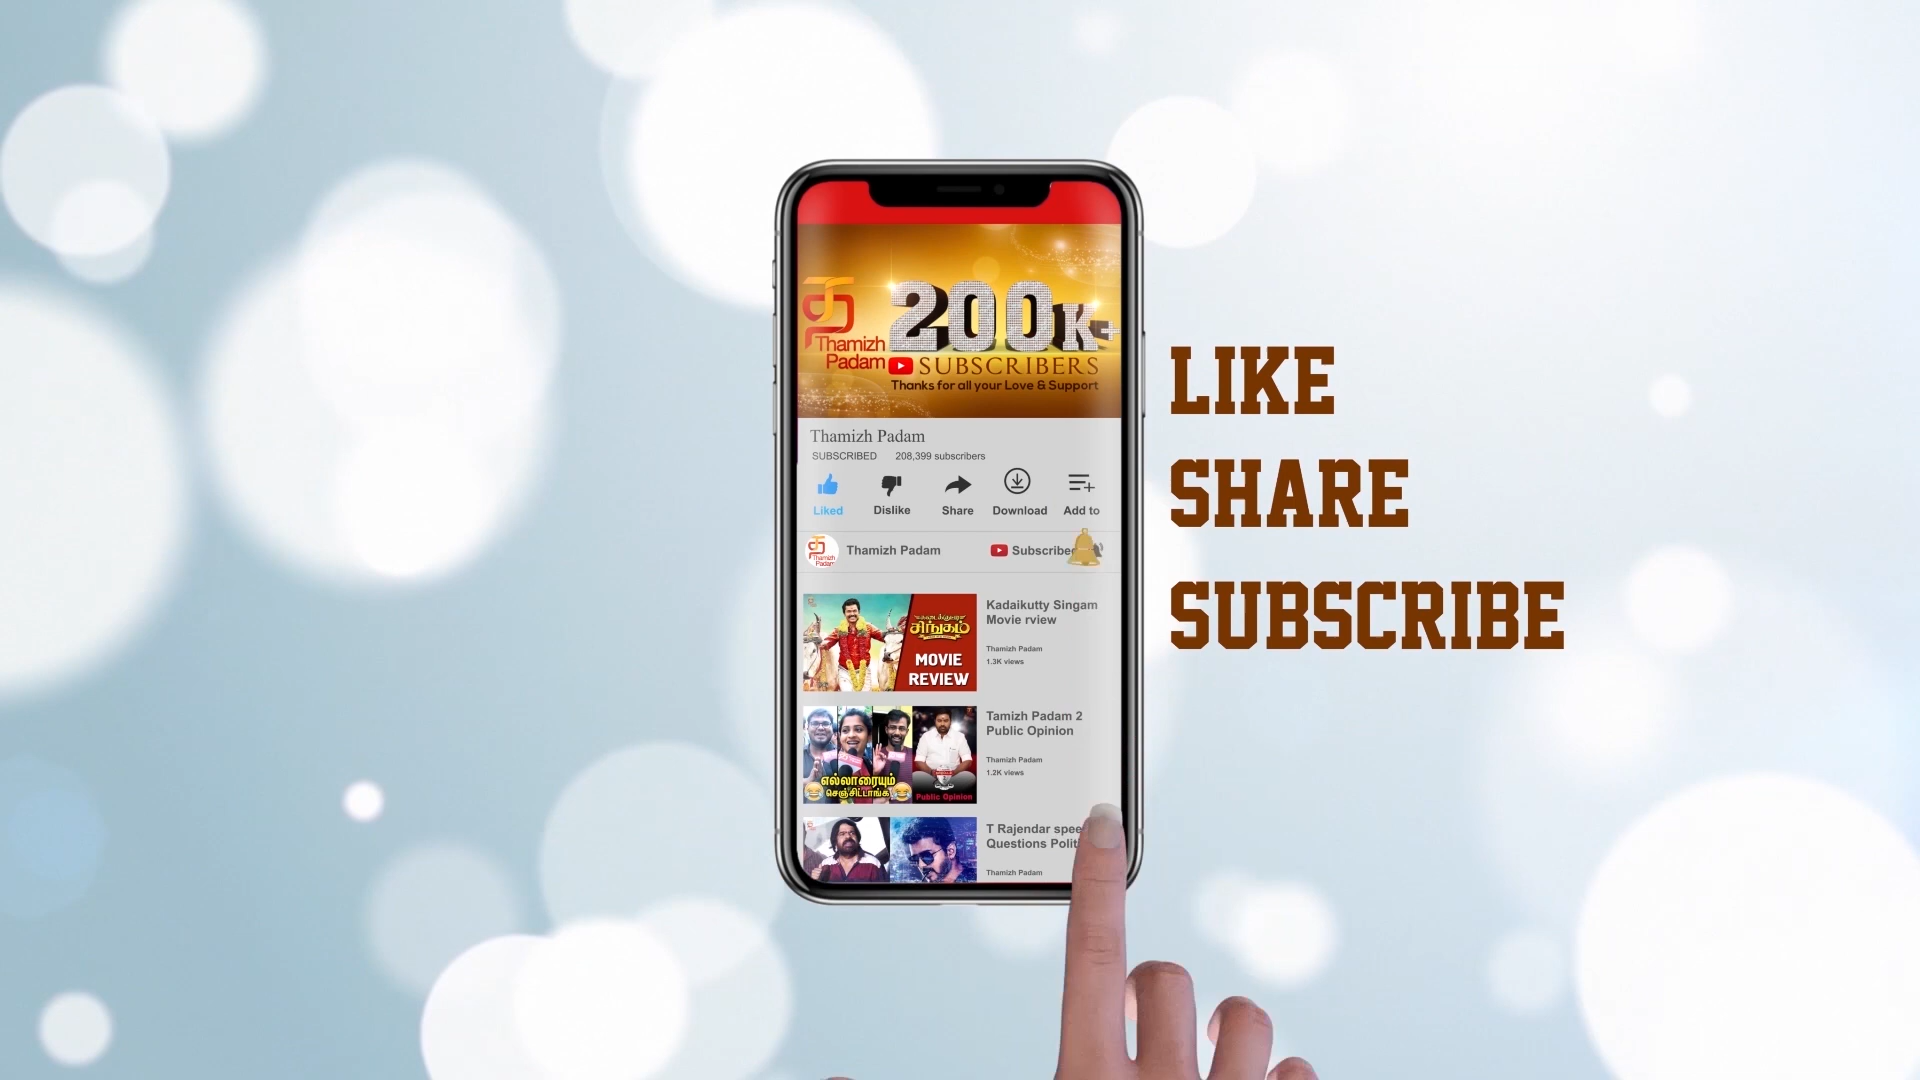 200K+
Thamizh
Padam
SUBSCRIBERS
Thanks for all your Love & Support
Thamizh Padam
SUBSCRIBED 208,399 subscribers
Liked Dislike Share Download Add to
Thamizh
Padam
Thamizh Padam
Subscribe
சிங்கம்
MOVIE
REVIEW
Kadaikutty Singam
Movie rview
Thamizh Padam
1.3K views
எல்லாரையும்
செஞ்சிட்டாங்க
Public Opinion
Tamizh Padam 2
Public Opinion
Thamizh Padam
1.2K views
T Rajendar
Questions
Thamizh Padam
LIKE
SHARE
SUBSCRIBE